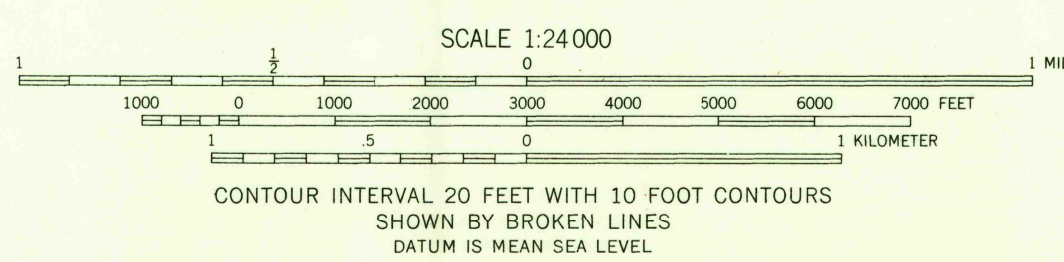 SCALE 1:24 000
1 1/2 0 1
1000 0 1000 2000 3000 4000 5000 6000 7000 FEET
1 .5 0 1 KILOMETER
CONTOUR INTERVAL 20 FEET WITH 10 FOOT CONTOURS
SHOWN BY BROKEN LINES
DATUM IS MEAN SEA LEVEL